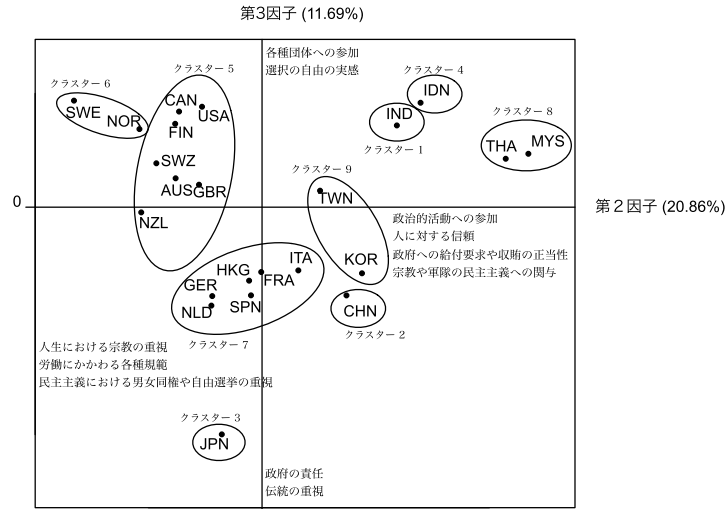 第3因子 (11.69%)
各種団体への参加
選択の自由の実感
クラスター 5
クラスター 4
クラスター 6
IDN
CAN
USA
SWE
NOR
FIN
IND
クラスター 8
クラスター 1
THA
MYS
SWZ
クラスター 9
AUS
GBR
TWN
0
第２因子 (20.86%)
NZL
政治的活動への参加
人に対する信頼
政府への給付要求や収賄の正当性
宗教や軍隊の民主主義への関与
ITA
KOR
HKG
FRA
GER
SPN
NLD
CHN
クラスター 2
クラスター 7
人生における宗教の重視
労働にかかわる各種規範
民主主義における男女同権や自由選挙の重視
クラスター 3
JPN
政府の責任
伝統の重視